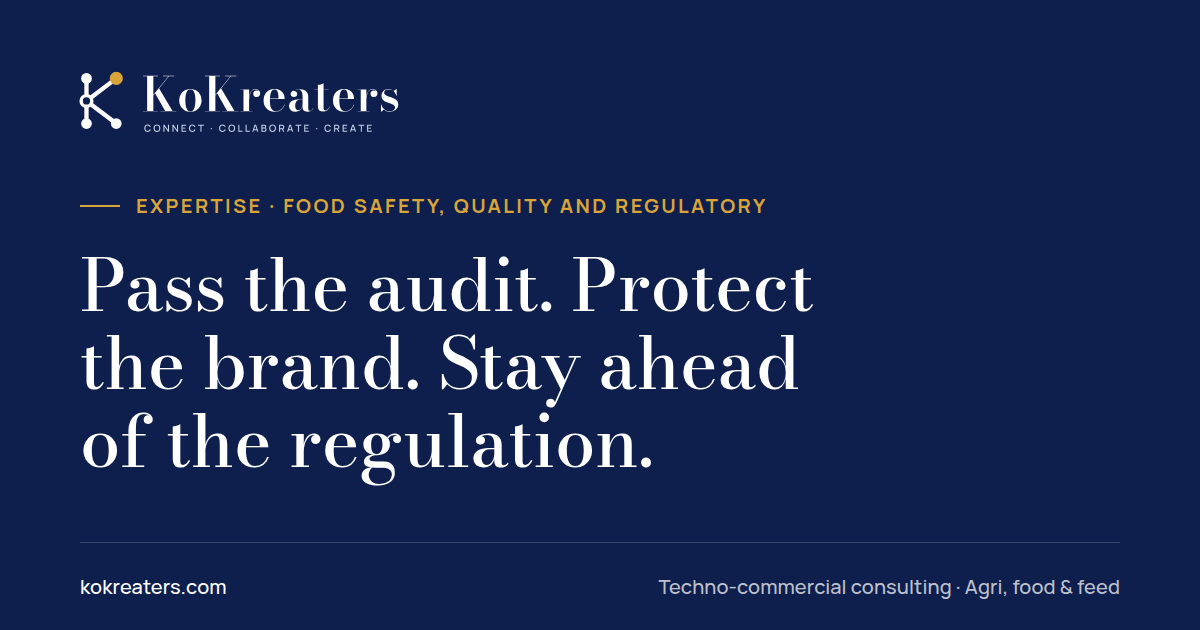 KoKreaters
CONNECT · COLLABORATE · CREATE
EXPERTISE · FOOD SAFETY, QUALITY AND REGULATORY
Pass the audit. Protect
the brand. Stay ahead
of the regulation.
kokreaters.com
Techno-commercial consulting · Agri, food & feed